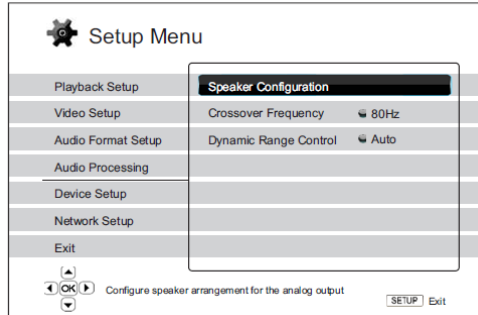 Setup Menu
Playback Setup
Speaker Configuration
Video Setup
Crossover Frequency 80Hz
Audio Format Setup
Dynamic Range Control Auto
Audio Processing
Device Setup
Network Setup
Exit
OK
Configure speaker arrangement for the analog output
SETUP Exit